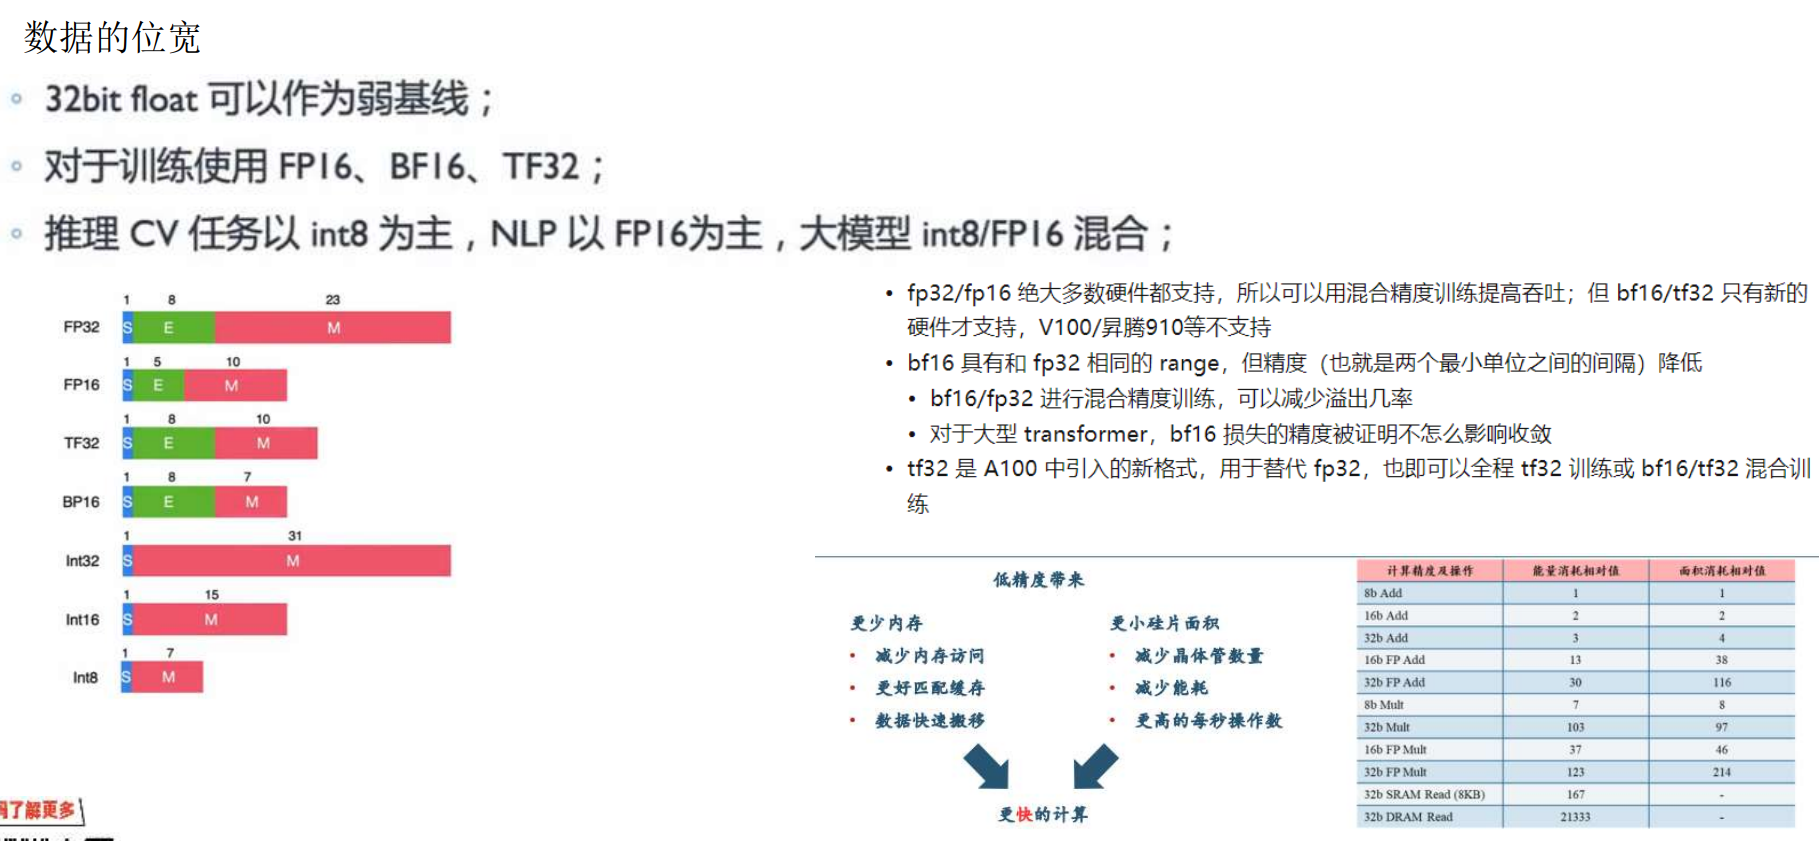 数据的位宽
32bit float 可以作为弱基线；
对于训练使用 FP16、BF16、TF32；
推理 CV 任务以 int8 为主，NLP 以 FP16为主，大模型 int8/FP16 混合；
1 8 23
FP32 S E M
1 5 10
FP16 S E M
1 8 10
TF32 S E M
1 8 7
BP16 S E M
1 31
Int32 S M
1 15
Int16 S M
1 7
Int8 S M
• fp32/fp16 绝大多数硬件都支持，所以可以用混合精度训练提高吞吐；但 bf16/tf32 只有新的
硬件才支持，V100/昇腾910等不支持
• bf16 具有和 fp32 相同的 range，但精度（也就是两个最小单位之间的间隔）降低
• bf16/fp32 进行混合精度训练，可以减少溢出几率
• 对于大型 transformer，bf16 损失的精度被证明不怎么影响收敛
• tf32 是 A100 中引入的新格式，用于替代 fp32，也即可以全程 tf32 训练或 bf16/tf32 混合训
练
低精度带来
更少内存
• 减少内存访问
• 更好匹配缓存
• 数据快速搬移
更小硅片面积
• 减少晶体管数量
• 减少能耗
• 更高的每秒操作数
更快的计算
计算精度及操作 能量消耗相对值 面积消耗相对值
8b Add 1 1
16b Add 2 2
32b Add 3 4
16b FP Add 13 38
32b FP Add 30 116
8b Mult 7 8
32b Mult 103 97
16b FP Mult 37 46
32b FP Mult 123 214
32b SRAM Read (8KB) 167 -
32b DRAM Read 21333 -
了解更多